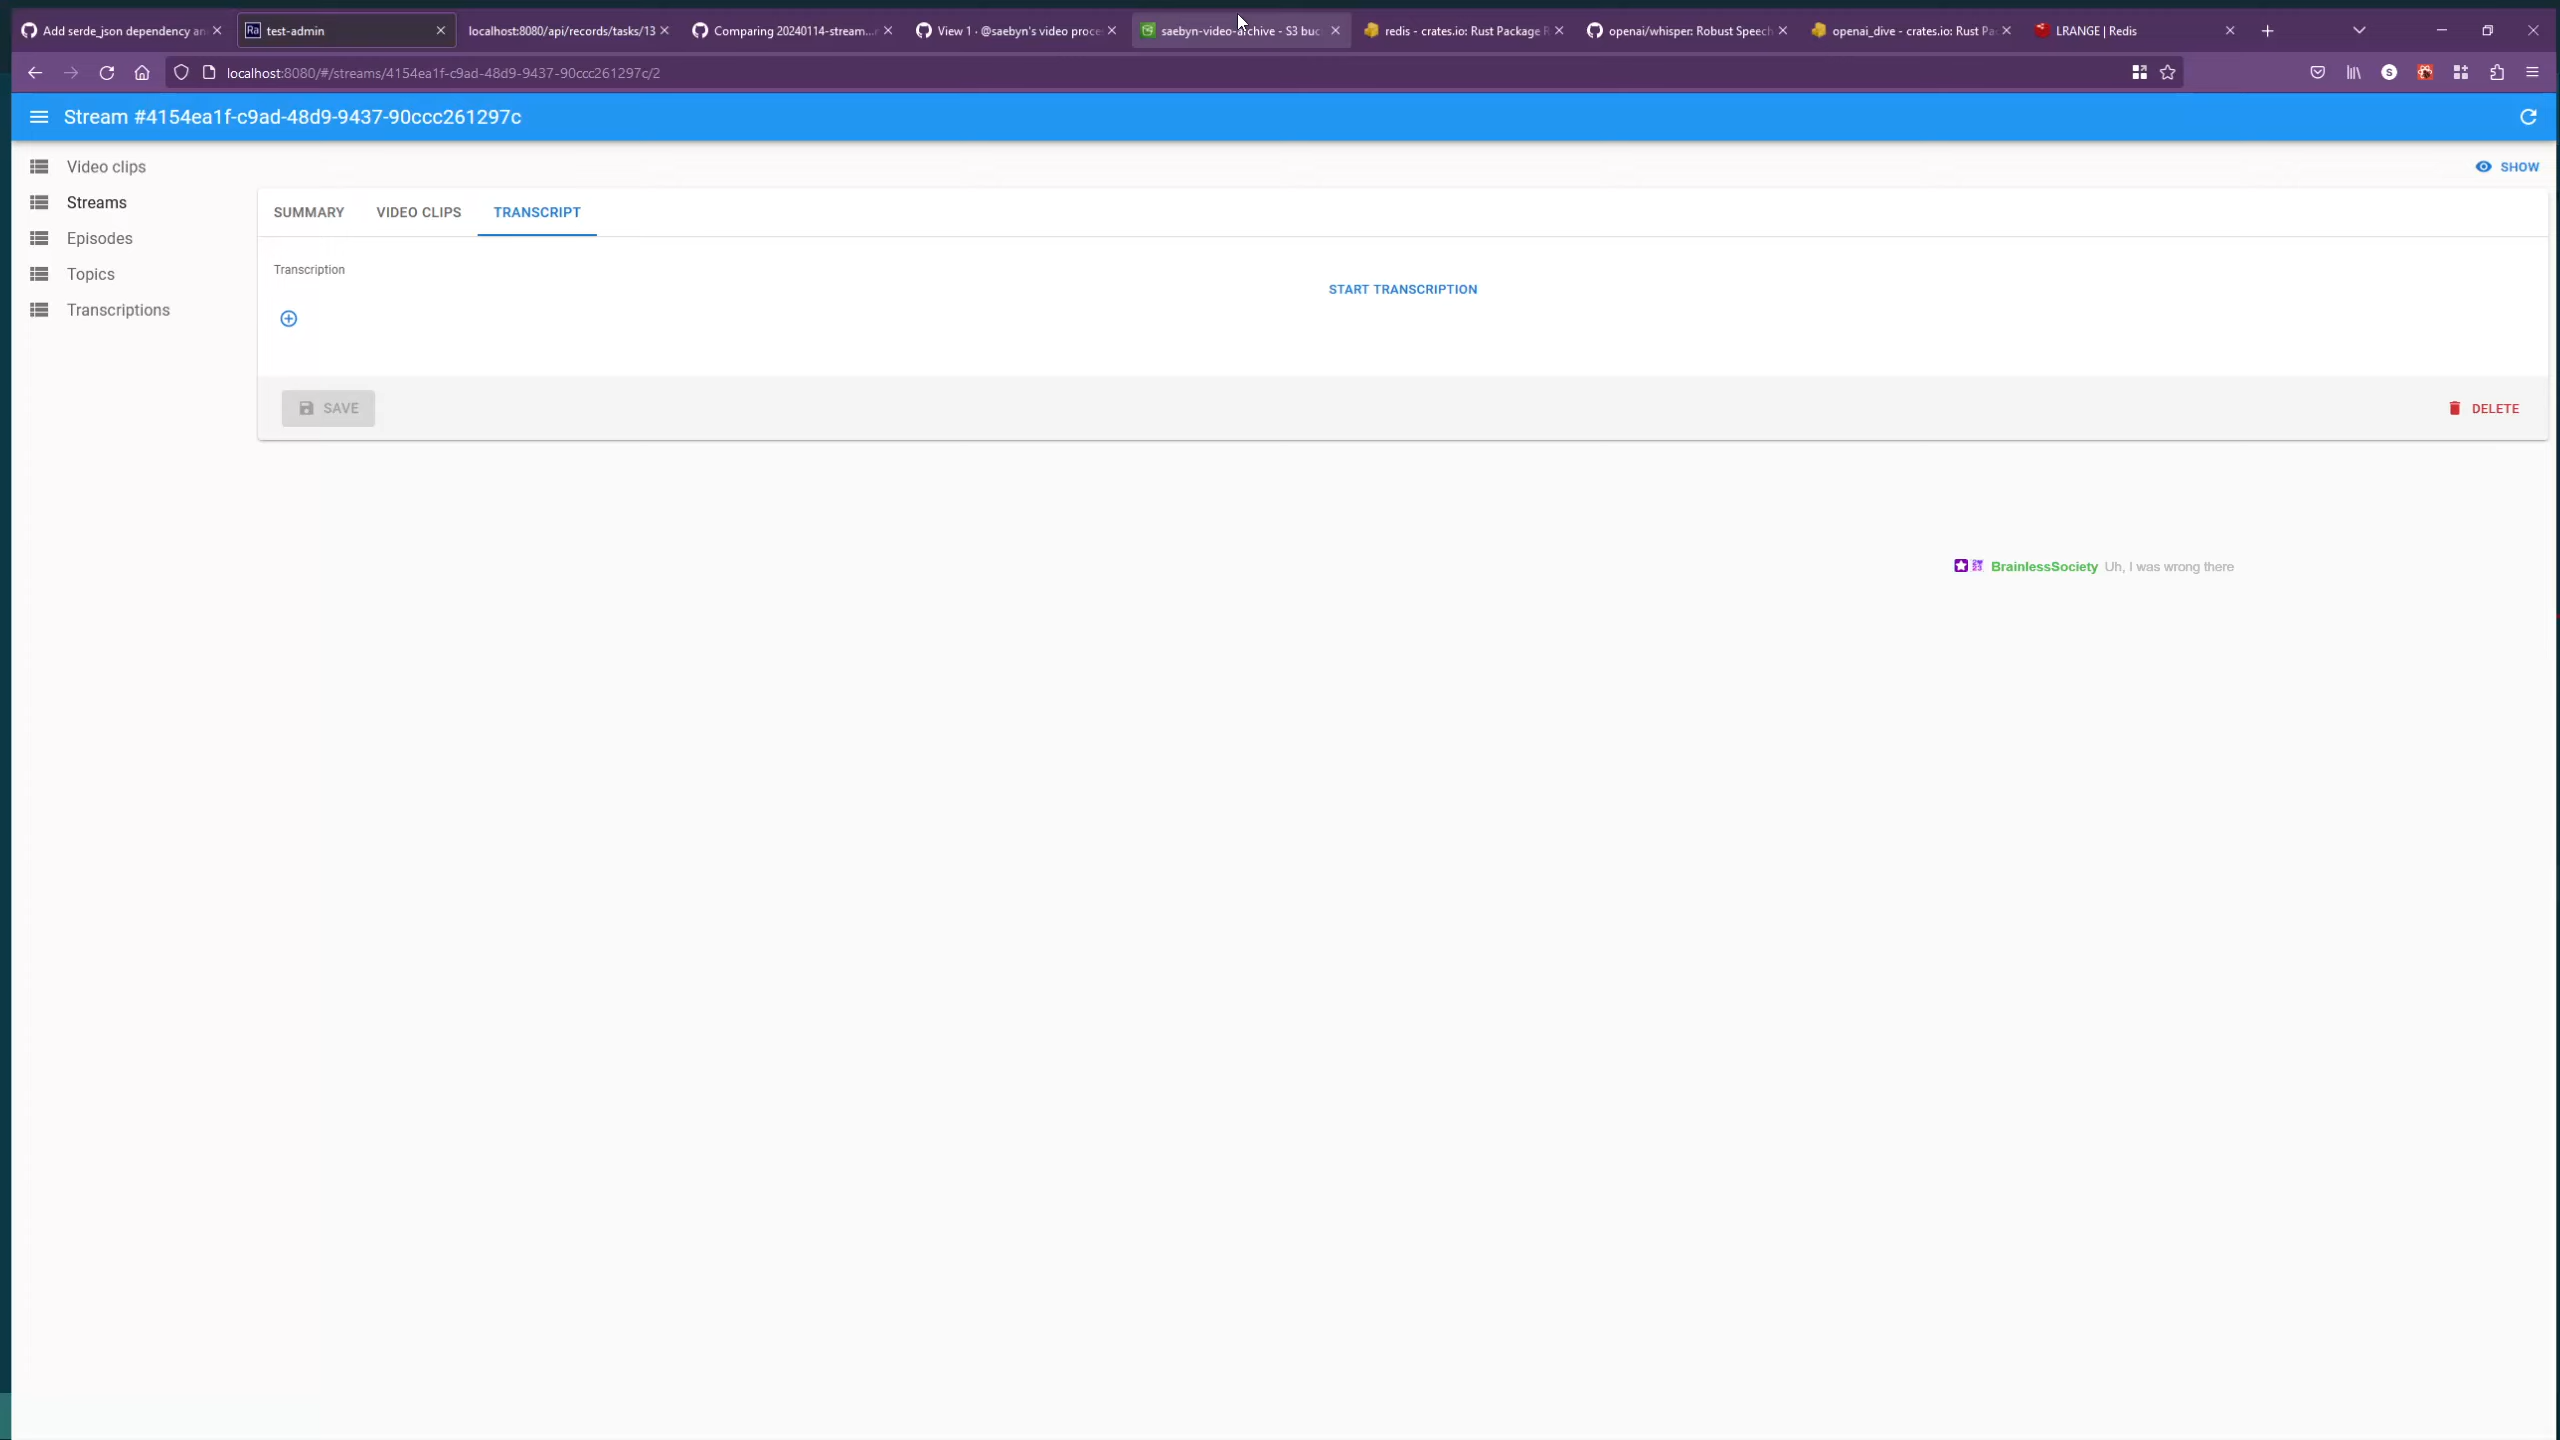 Add serde_json dependency an
test-admin
localhost:8080/api/records/tasks/13
Comparing 20240114-stream...r
View 1 · @saebyn's video proce
saebyn-video-archive - S3 buc
redis - crates.io: Rust Package R
openai/whisper: Robust Speech
openai_dive - crates.io: Rust Pa
LRANGE | Redis
localhost:8080/#/streams/4154ea1f-c9ad-48d9-9437-90ccc261297c/2
S
Stream #4154ea1f-c9ad-48d9-9437-90ccc261297c
Video clips
Streams
Episodes
Topics
Transcriptions
SHOW
SUMMARY VIDEO CLIPS TRANSCRIPT
Transcription
START TRANSCRIPTION
SAVE
DELETE
BrainlessSociety Uh, I was wrong there